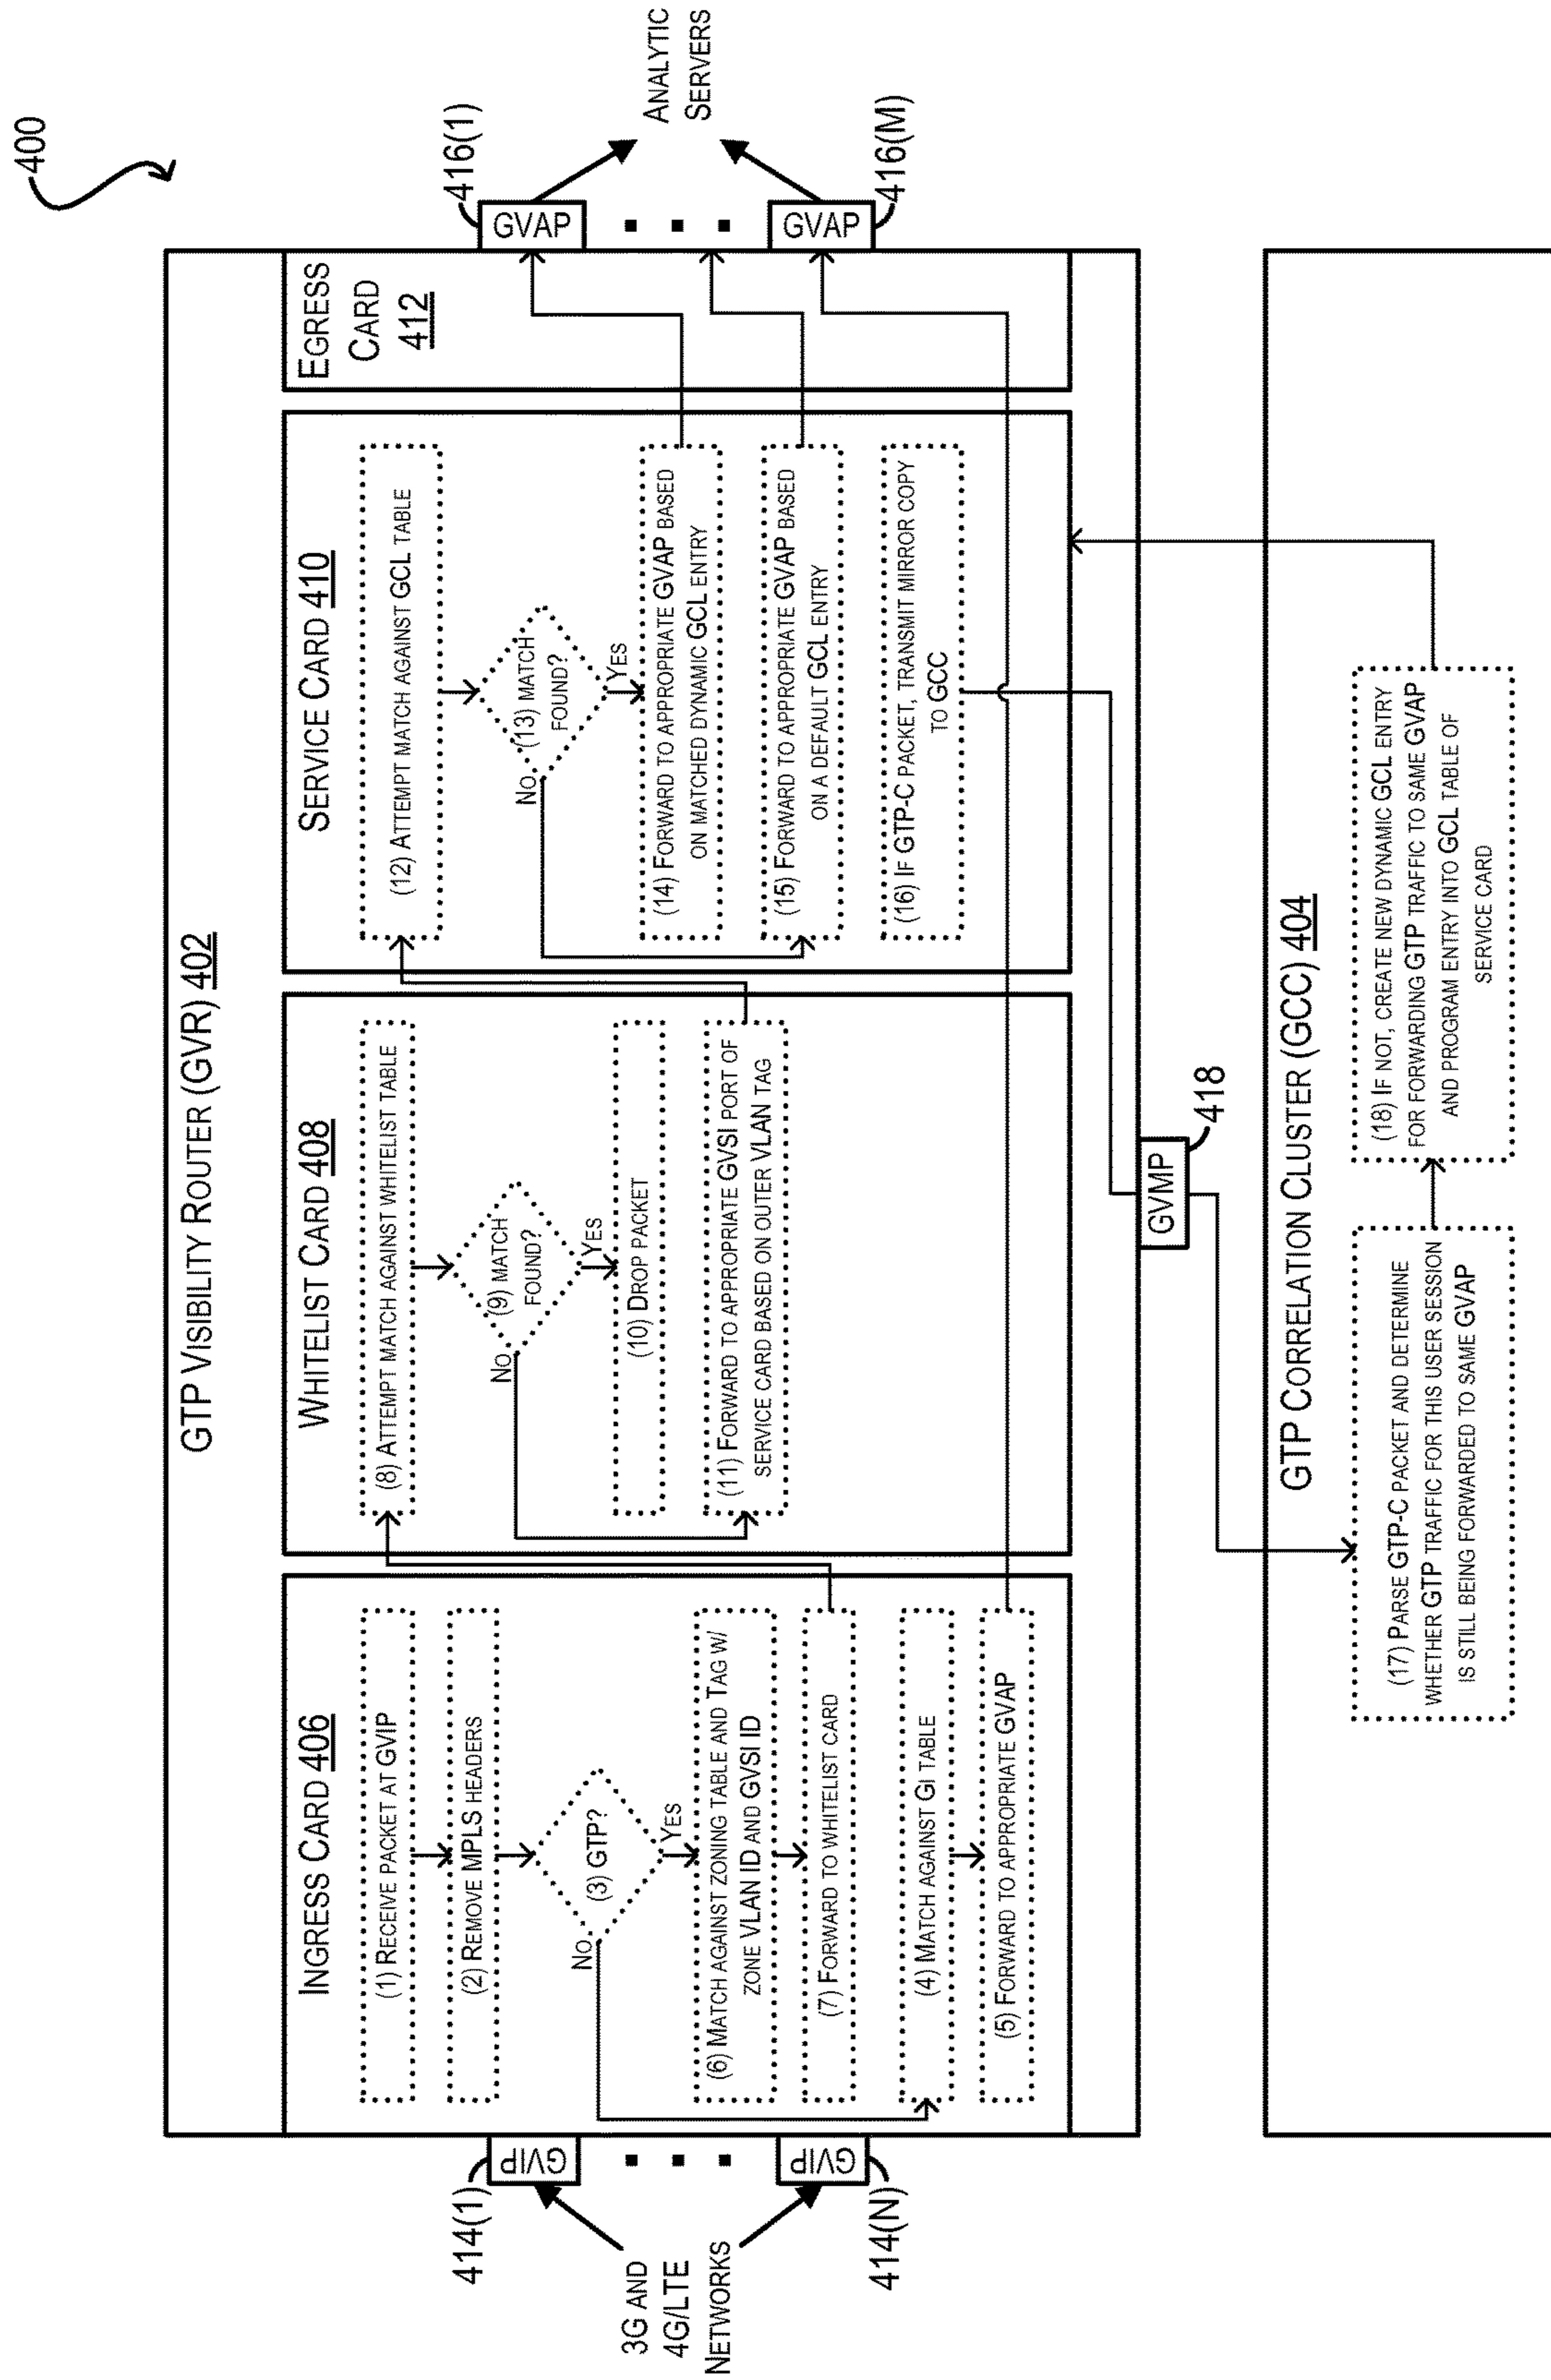 400
GTP VISIBILITY ROUTER (GVR) 402
3G AND
4G/LTE
NETWORKS
414(1)
GVIP
GVIP
414(N)
INGRESS CARD 406
(1) RECEIVE PACKET AT GVIP
(2) REMOVE MPLS HEADERS
(3) GTP?
NO
YES
(6) MATCH AGAINST ZONING TABLE AND TAG W/
ZONE VLAN ID AND GVSI ID
(7) FORWARD TO WHITELIST CARD
(4) MATCH AGAINST GI TABLE
(5) FORWARD TO APPROPRIATE GVAP
WHITELIST CARD 408
(8) ATTEMPT MATCH AGAINST WHITELIST TABLE
(9) MATCH
FOUND?
NO
YES
(10) DROP PACKET
(11) FORWARD TO APPROPRIATE GVSI PORT OF
SERVICE CARD BASED ON OUTER VLAN TAG
SERVICE CARD 410
(12) ATTEMPT MATCH AGAINST GCL TABLE
(13) MATCH
FOUND?
NO
YES
(14) FORWARD TO APPROPRIATE GVAP BASED
ON MATCHED DYNAMIC GCL ENTRY
(15) FORWARD TO APPROPRIATE GVAP BASED
ON A DEFAULT GCL ENTRY
(16) IF GTP-C PACKET, TRANSMIT MIRROR COPY
TO GCC
EGRESS
CARD
412
416(1)
GVAP
GVAP
416(M)
ANALYTIC
SERVERS
GVMP
418
GTP CORRELATION CLUSTER (GCC) 404
(17) PARSE GTP-C PACKET AND DETERMINE
WHETHER GTP TRAFFIC FOR THIS USER SESSION
IS STILL BEING FORWARDED TO SAME GVAP
(18) IF NOT, CREATE NEW DYNAMIC GCL ENTRY
FOR FORWARDING GTP TRAFFIC TO SAME GVAP
AND PROGRAM ENTRY INTO GCL TABLE OF
SERVICE CARD